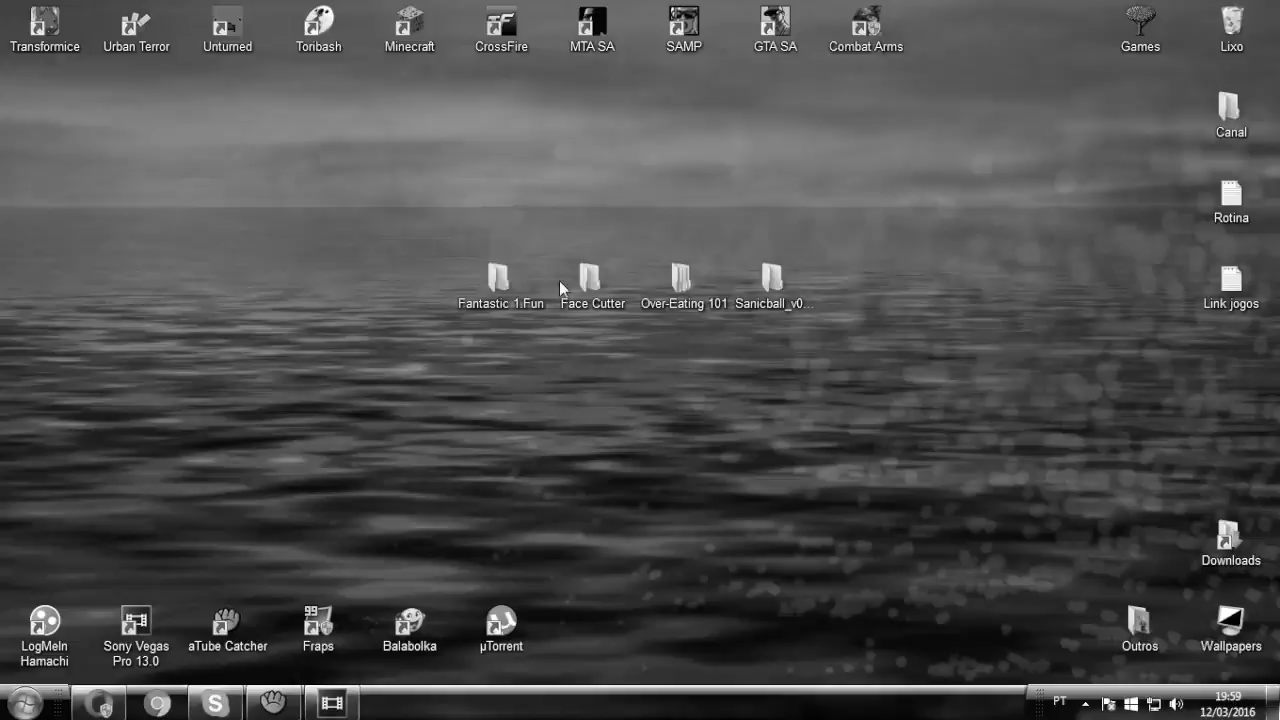 Transformice
Urban Terror
Unturned
Toribash
Minecraft
CrossFire
MTA SA
SAMP
GTA SA
Combat Arms
Games
Lixo
Canal
Rotina
Fantastic 1.Fun
Face Cutter
Over-Eating 101
Sanicball_v0...
Link jogos
Downloads
LogMeIn
Hamachi
Sony Vegas
Pro 13.0
aTube Catcher
99
Fraps
Balabolka
µTorrent
Outros
Wallpapers
S
PT
19:59
12/03/2016